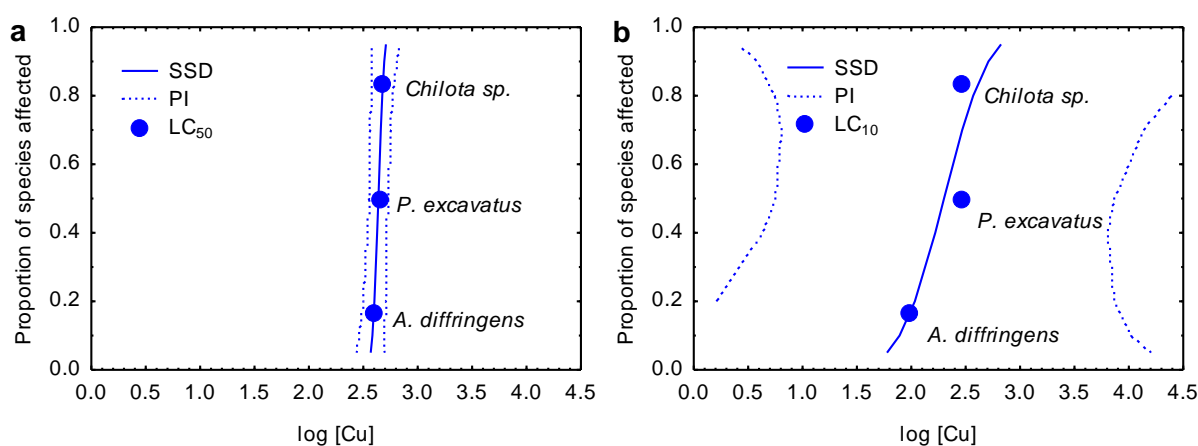 a
Proportion of species affected
1.0
0.8
0.6
0.4
0.2
0.0
SSD
PI
LC50
Chilota sp.
P. excavatus
A. diffringens
0.0 0.5 1.0 1.5 2.0 2.5 3.0 3.5 4.0 4.5
log [Cu]
b
Proportion of species affected
1.0
0.8
0.6
0.4
0.2
0.0
SSD
PI
LC10
Chilota sp.
P. excavatus
A. diffringens
0.0 0.5 1.0 1.5 2.0 2.5 3.0 3.5 4.0 4.5
log [Cu]